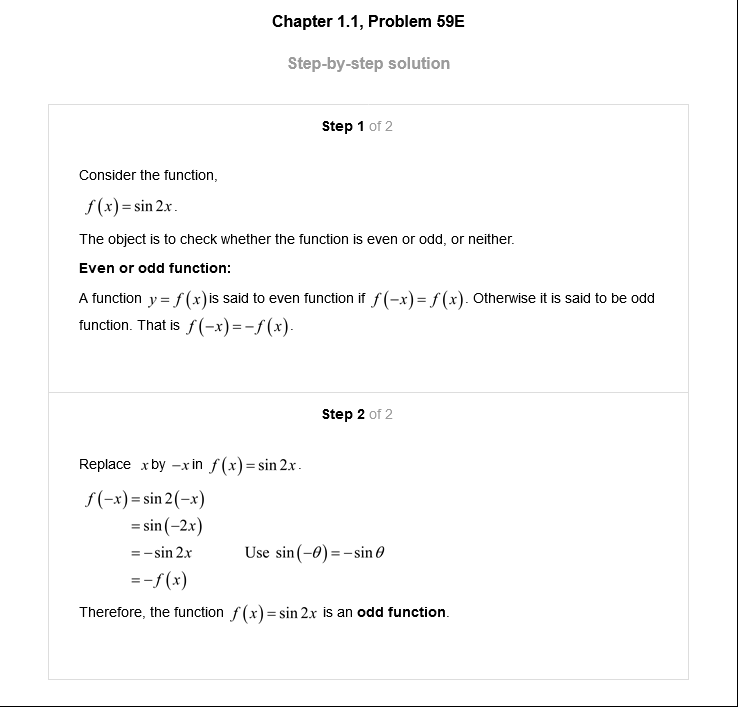 Chapter 1.1, Problem 59E
Step-by-step solution
Step 1 of 2
Consider the function,
f(x)=sin 2x.
The object is to check whether the function is even or odd, or neither.
Even or odd function:
A function y=f(x) is said to even function if f(−x)=f(x). Otherwise it is said to be odd
function. That is f(−x)=−f(x).
Step 2 of 2
Replace x by −x in f(x)=sin 2x.
f(−x)=sin 2(−x)
=sin(−2x)
=−sin 2x Use sin(−θ)=−sin θ
=−f(x)
Therefore, the function f(x)=sin 2x is an odd function.